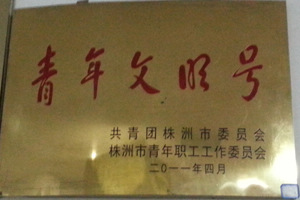 青年文明号
共青团株洲市委员会
株洲市青年职工工作委员会
二〇一一年四月